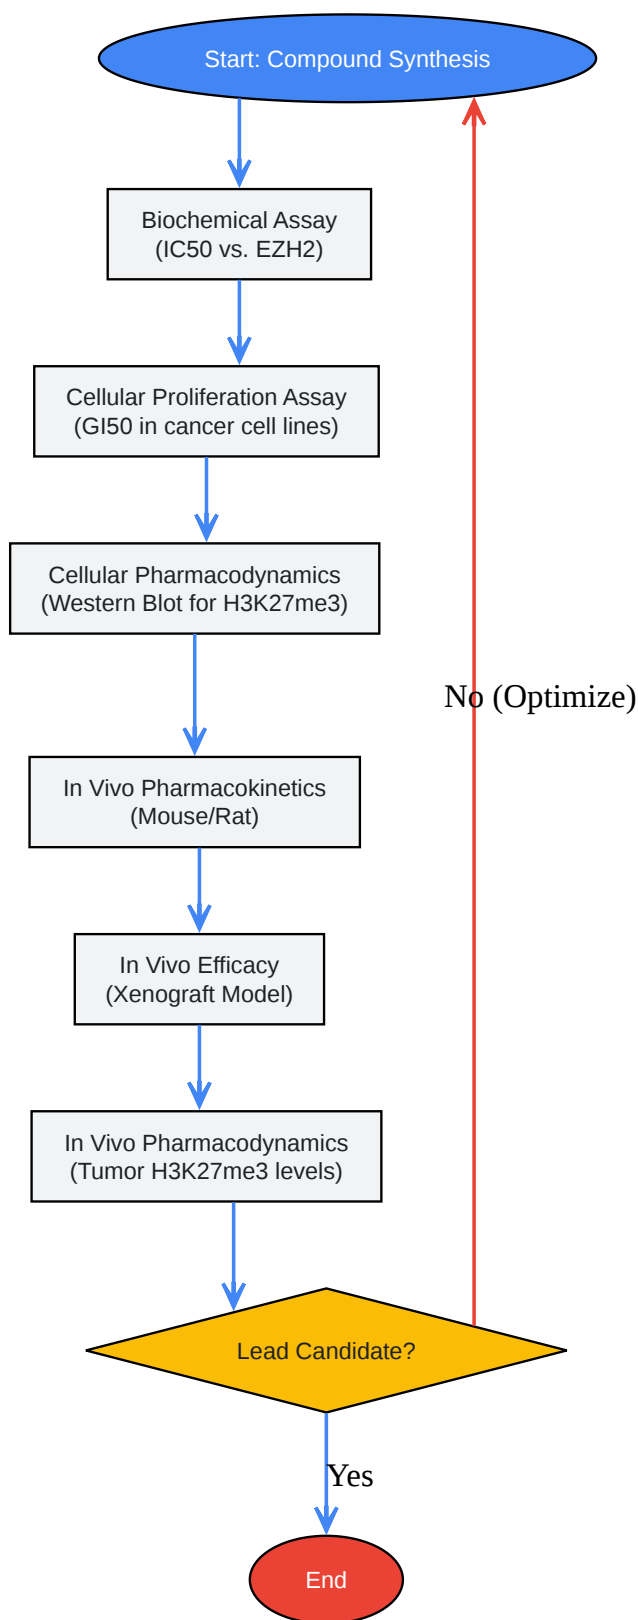 Start: Compound Synthesis
Biochemical Assay
(IC50 vs. EZH2)
Cellular Proliferation Assay
(GI50 in cancer cell lines)
Cellular Pharmacodynamics
(Western Blot for H3K27me3)
No (Optimize)
In Vivo Pharmacokinetics
(Mouse/Rat)
In Vivo Efficacy
(Xenograft Model)
In Vivo Pharmacodynamics
(Tumor H3K27me3 levels)
Lead Candidate?
Yes
End